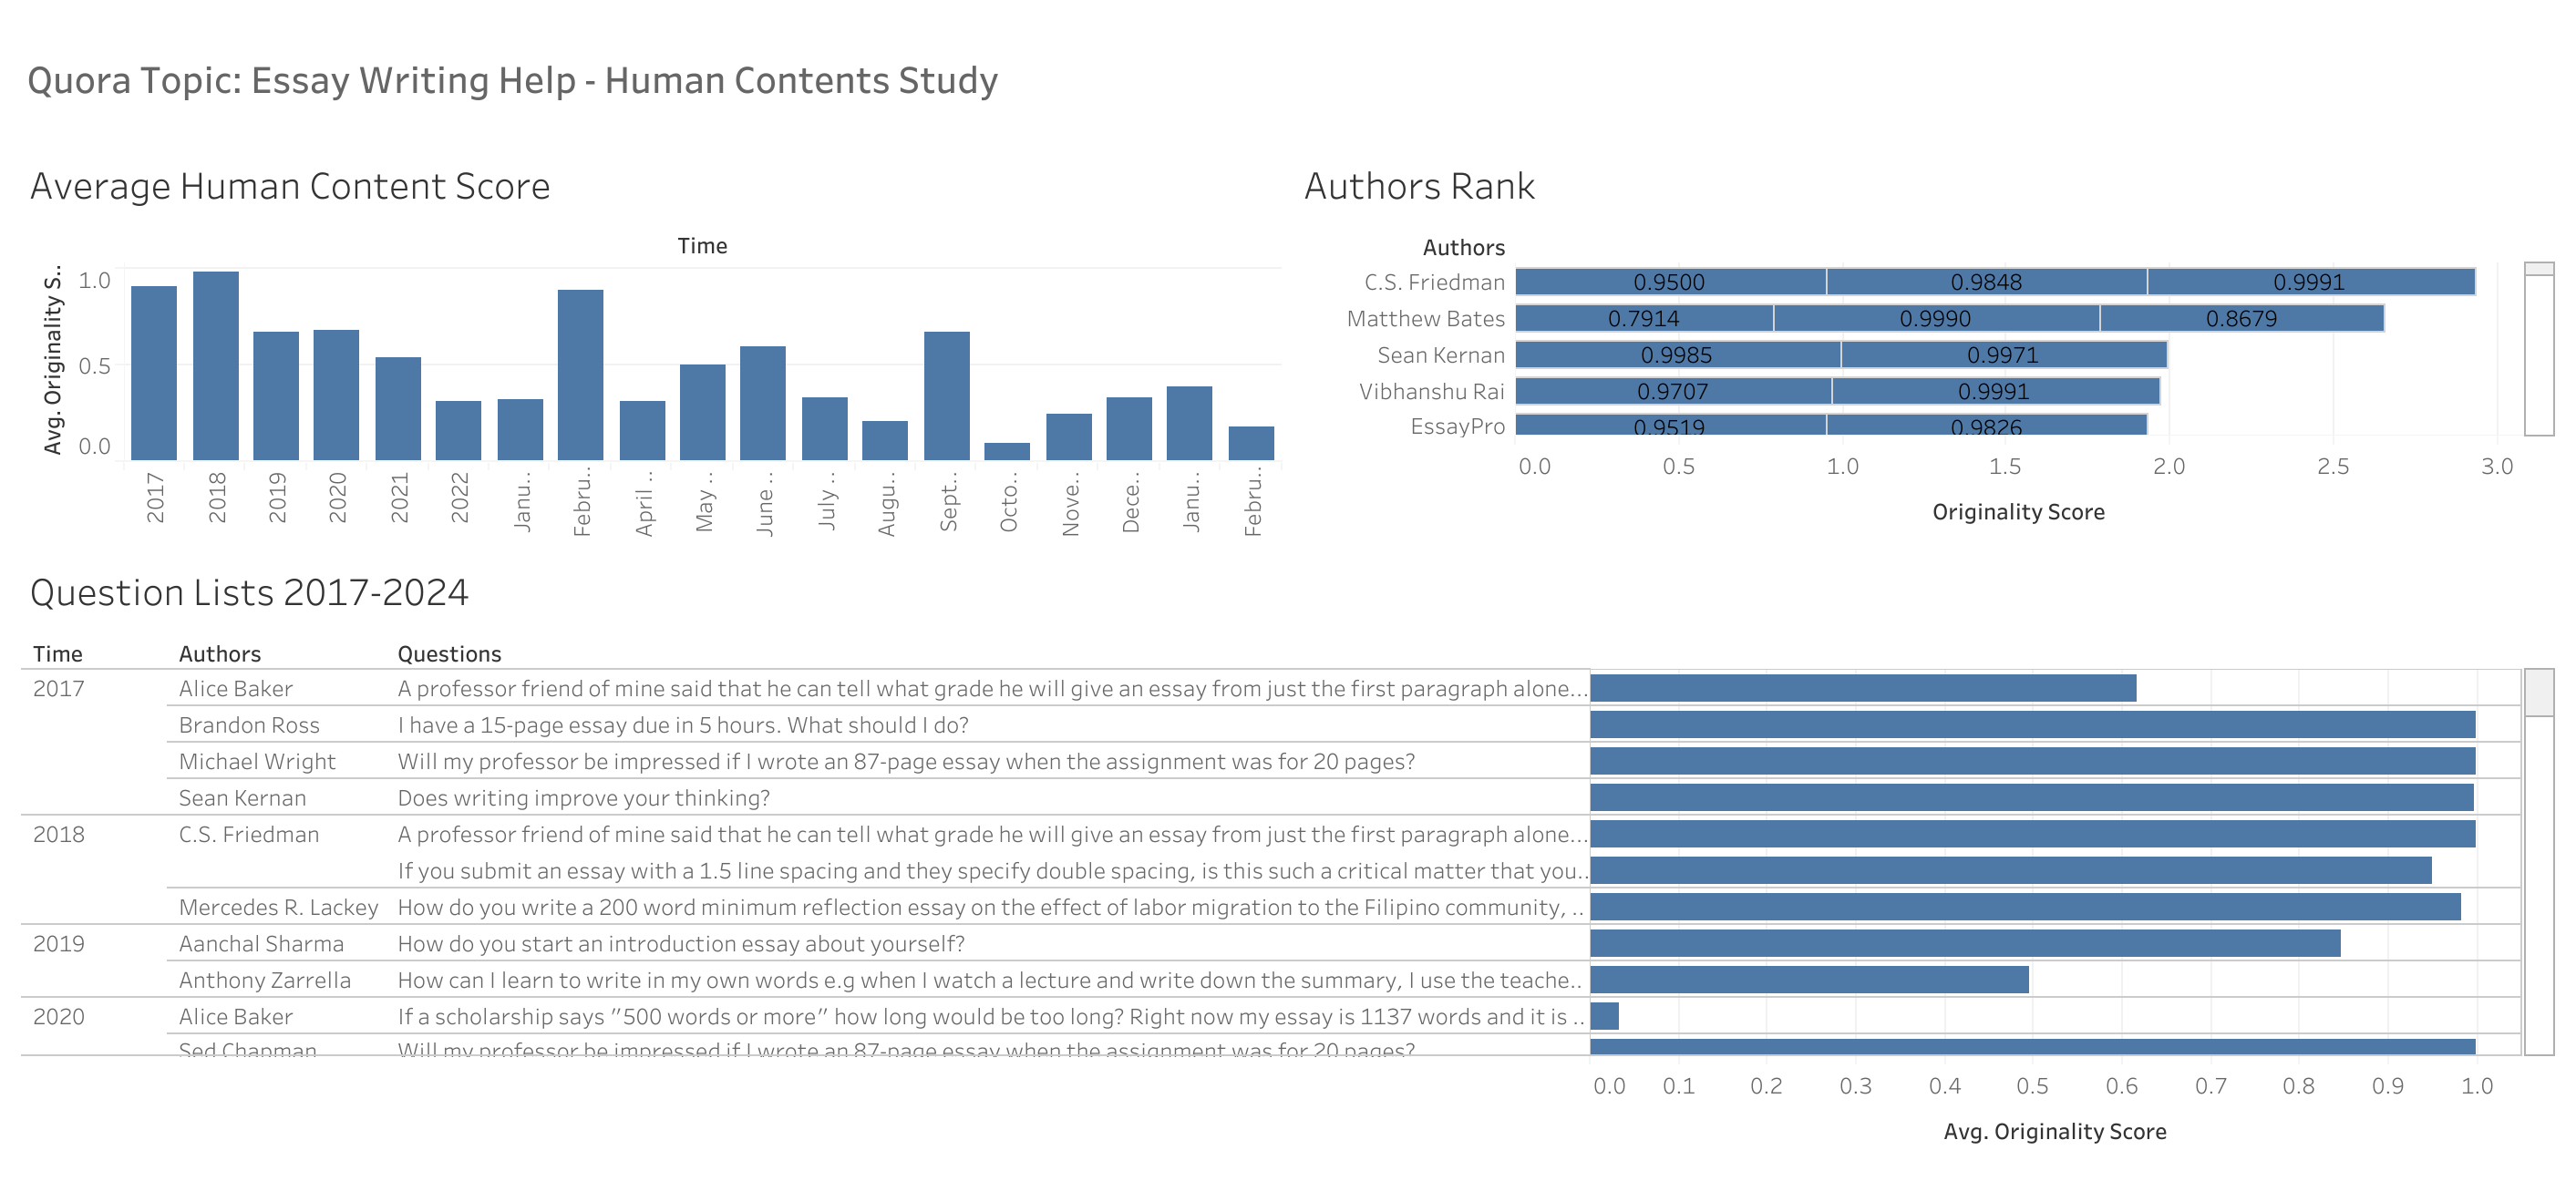 Quora Topic: Essay Writing Help - Human Contents Study
Average Human Content Score
Time
Avg. Originality S..
1.0
0.5
0.0
2017
2018
2019
2020
2021
2022
Janu..
Febru..
April ..
May ..
June ..
July ..
Augu..
Sept..
Octo..
Nove..
Dece..
Janu..
Febru..
Authors Rank
Authors
C.S. Friedman 0.9500 0.9848 0.9991
Matthew Bates 0.7914 0.9990 0.8679
Sean Kernan 0.9985 0.9971
Vibhanshu Rai 0.9707 0.9991
EssayPro 0.9519 0.9826
0.0 0.5 1.0 1.5 2.0 2.5 3.0
Originality Score
Question Lists 2017-2024
Time Authors Questions
2017 Alice Baker A professor friend of mine said that he can tell what grade he will give an essay from just the first paragraph alone...
Brandon Ross I have a 15-page essay due in 5 hours. What should I do?
Michael Wright Will my professor be impressed if I wrote an 87-page essay when the assignment was for 20 pages?
Sean Kernan Does writing improve your thinking?
2018 C.S. Friedman A professor friend of mine said that he can tell what grade he will give an essay from just the first paragraph alone...
If you submit an essay with a 1.5 line spacing and they specify double spacing, is this such a critical matter that you..
Mercedes R. Lackey How do you write a 200 word minimum reflection essay on the effect of labor migration to the Filipino community, ..
2019 Aanchal Sharma How do you start an introduction essay about yourself?
Anthony Zarrella How can I learn to write in my own words e.g when I watch a lecture and write down the summary, I use the teache..
2020 Alice Baker If a scholarship says "500 words or more" how long would be too long? Right now my essay is 1137 words and it is ..
Sed Chapman Will my professor be impressed if I wrote an 87-page essay when the assignment was for 20 pages?
0.0 0.1 0.2 0.3 0.4 0.5 0.6 0.7 0.8 0.9 1.0
Avg. Originality Score